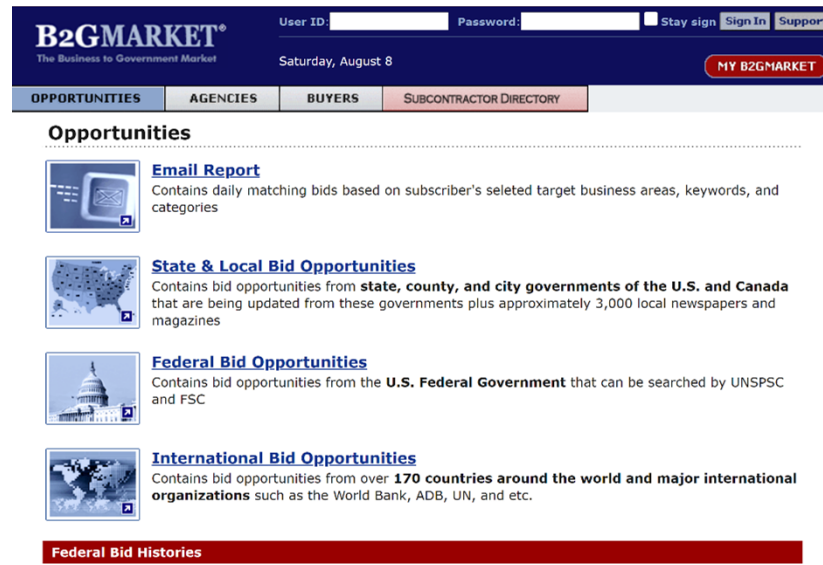 B2GMARKET®
The Business to Government Market
User ID:
Password:
Stay sign
Sign In
Suppor
Saturday, August 8
MY B2GMARKET
OPPORTUNITIES
AGENCIES
BUYERS
SUBCONTRACTOR DIRECTORY
Opportunities
Email Report
Contains daily matching bids based on subscriber's seleted target business areas, keywords, and
categories
State & Local Bid Opportunities
Contains bid opportunities from state, county, and city governments of the U.S. and Canada
that are being updated from these governments plus approximately 3,000 local newspapers and
magazines
Federal Bid Opportunities
Contains bid opportunities from the U.S. Federal Government that can be searched by UNSPSC
and FSC
International Bid Opportunities
Contains bid opportunities from over 170 countries around the world and major international
organizations such as the World Bank, ADB, UN, and etc.
Federal Bid Histories